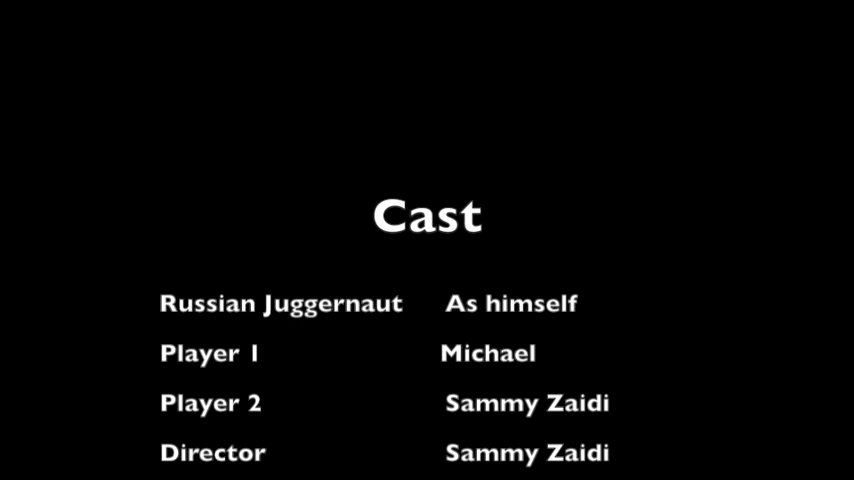 Cast
Russian Juggernaut As himself
Player 1 Michael
Player 2 Sammy Zaidi
Director Sammy Zaidi